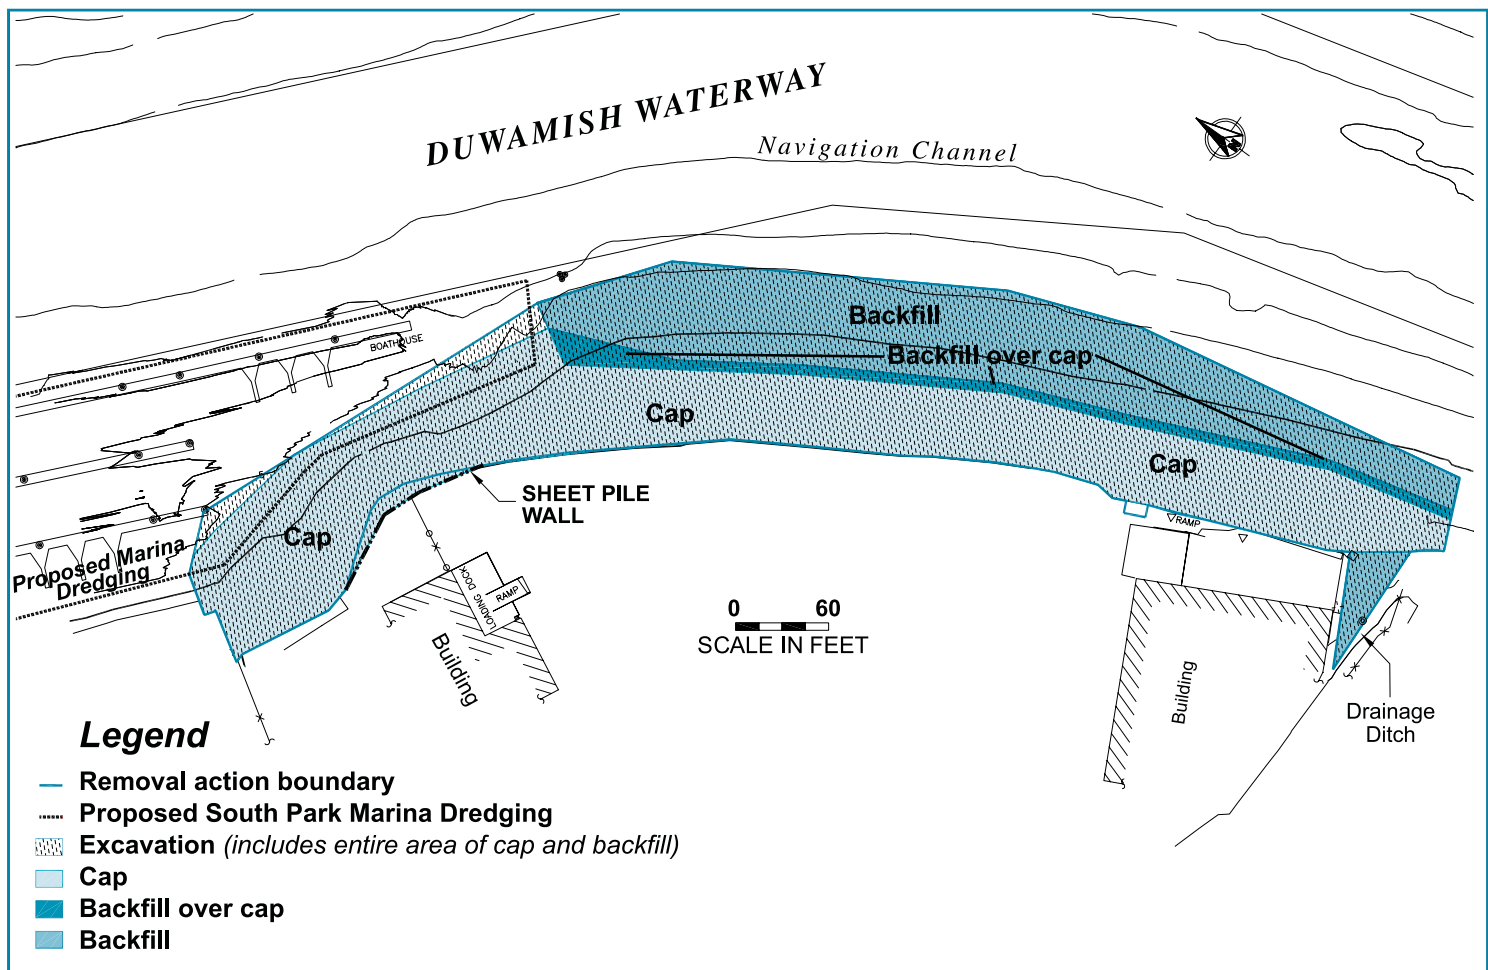 DUWAMISH WATERWAY
Navigation Channel
N
Backfill
BOATHOUSE
Backfill over cap
Cap
Cap
SHEET PILE
WALL
RAMP
Cap
Proposed Marina
Dredging
LOADING DOCK
RAMP
0 60
SCALE IN FEET
Building
Building
Drainage
Ditch
Legend
Removal action boundary
Proposed South Park Marina Dredging
Excavation (includes entire area of cap and backfill)
Cap
Backfill over cap
Backfill